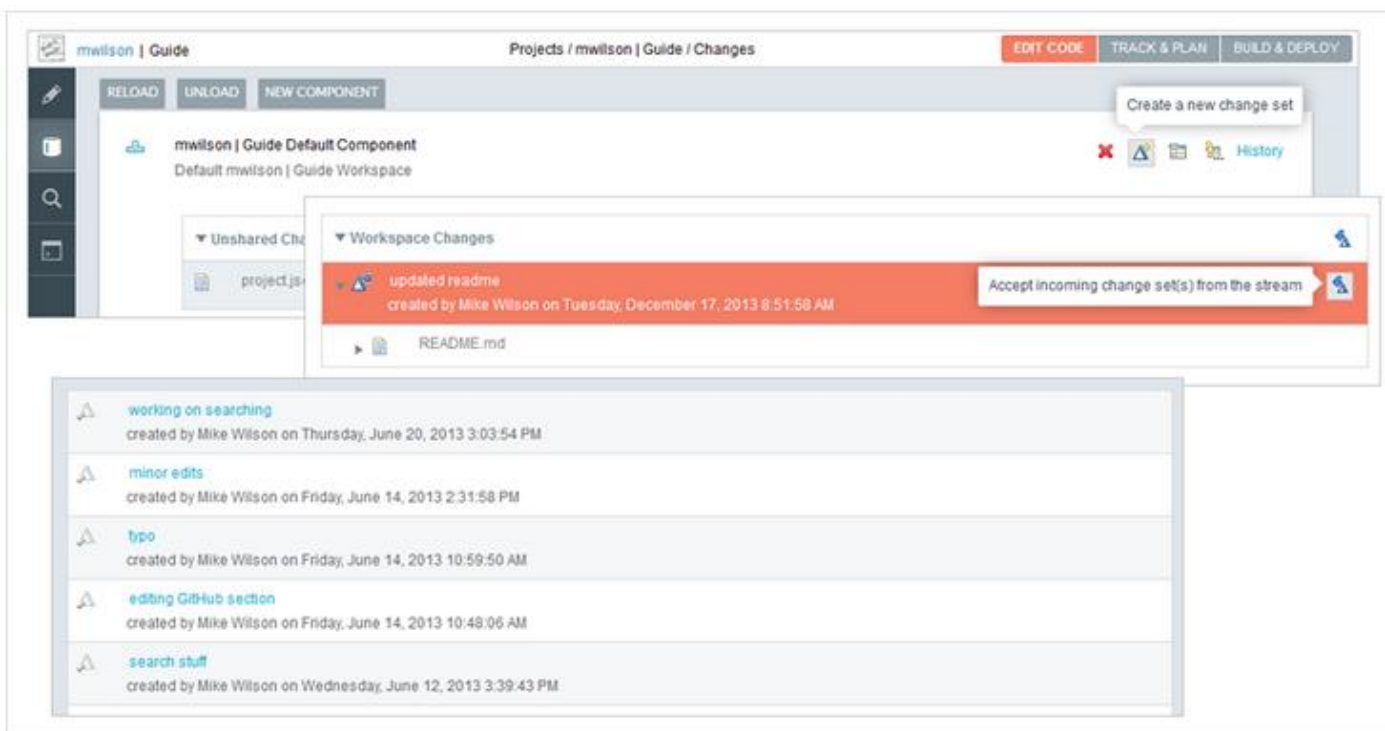 mwilson | Guide
Projects / mwilson | Guide / Changes
EDIT CODE
TRACK & PLAN
BUILD & DEPLOY
RELOAD
UNLOAD
NEW COMPONENT
Create a new change set
mwilson | Guide Default Component
Default mwilson | Guide Workspace
History
Unshared Cha
project.js
Workspace Changes
updated readme
created by Mike Wilson on Tuesday, December 17, 2013 8:51:58 AM
Accept incoming change set(s) from the stream
README.md
working on searching
created by Mike Wilson on Thursday, June 20, 2013 3:03:54 PM
minor edits
created by Mike Wilson on Friday, June 14, 2013 2:31:58 PM
typo
created by Mike Wilson on Friday, June 14, 2013 10:59:50 AM
editing GitHub section
created by Mike Wilson on Friday, June 14, 2013 10:48:06 AM
search stuff
created by Mike Wilson on Wednesday, June 12, 2013 3:39:43 PM